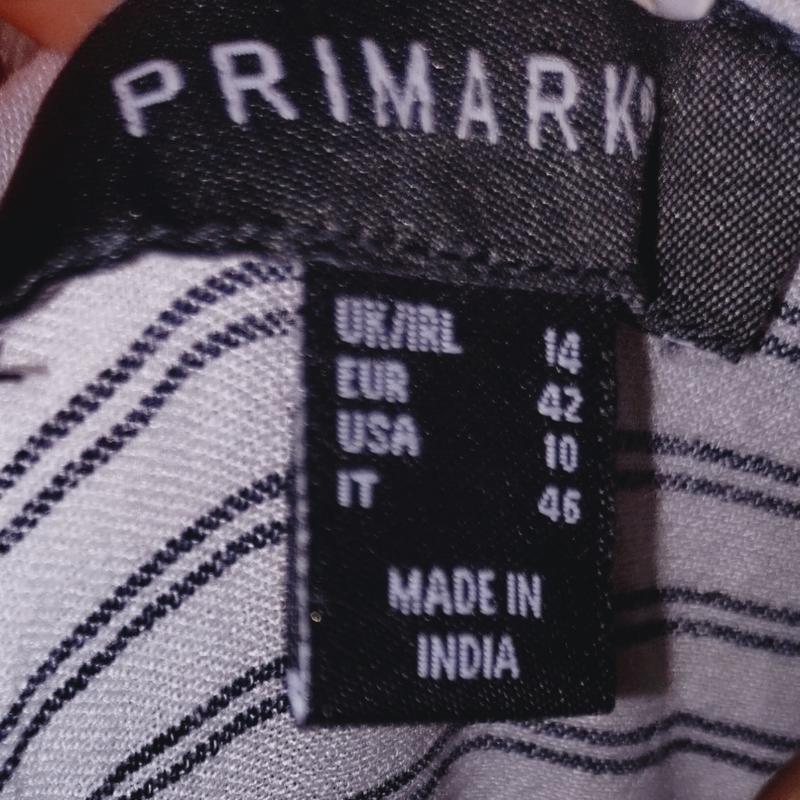 PRIMARK®
UK/IRL 14
EUR 42
USA 10
IT 46
MADE IN
INDIA